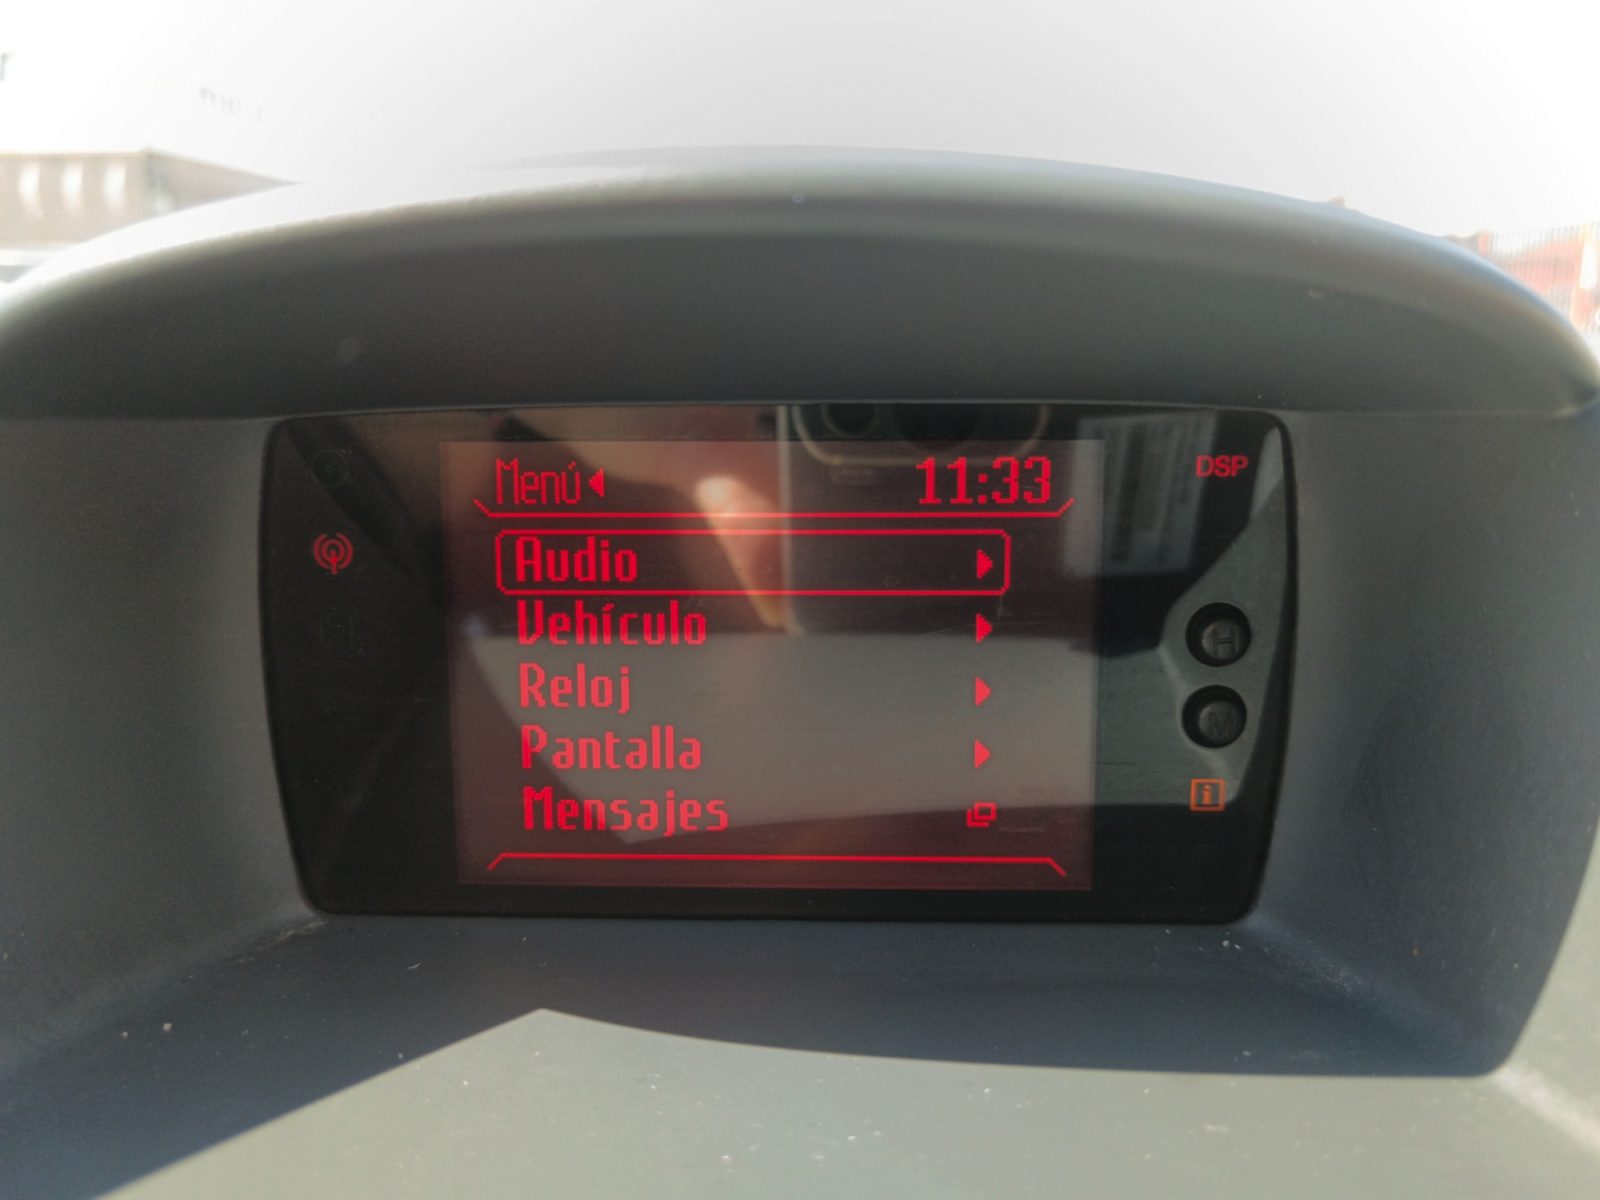 Menú 11:33 DSP
Audio
Vehículo
Reloj
H
Pantalla
M
Mensajes
i